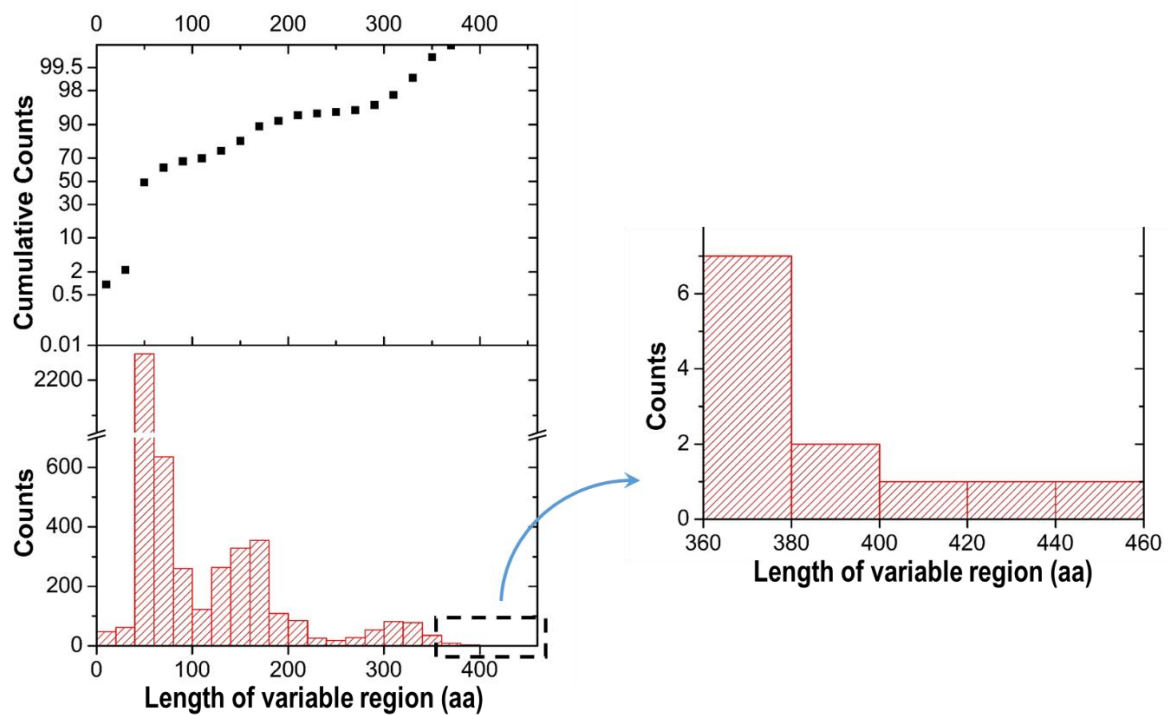 0 100 200 300 400
Cumulative Counts
99.5
98
90
70
50
30
10
2
0.5
0.01
Counts
2200
600
400
200
0
0 100 200 300 400
Length of variable region (aa)
Counts
6
4
2
0
360 380 400 420 440 460
Length of variable region (aa)